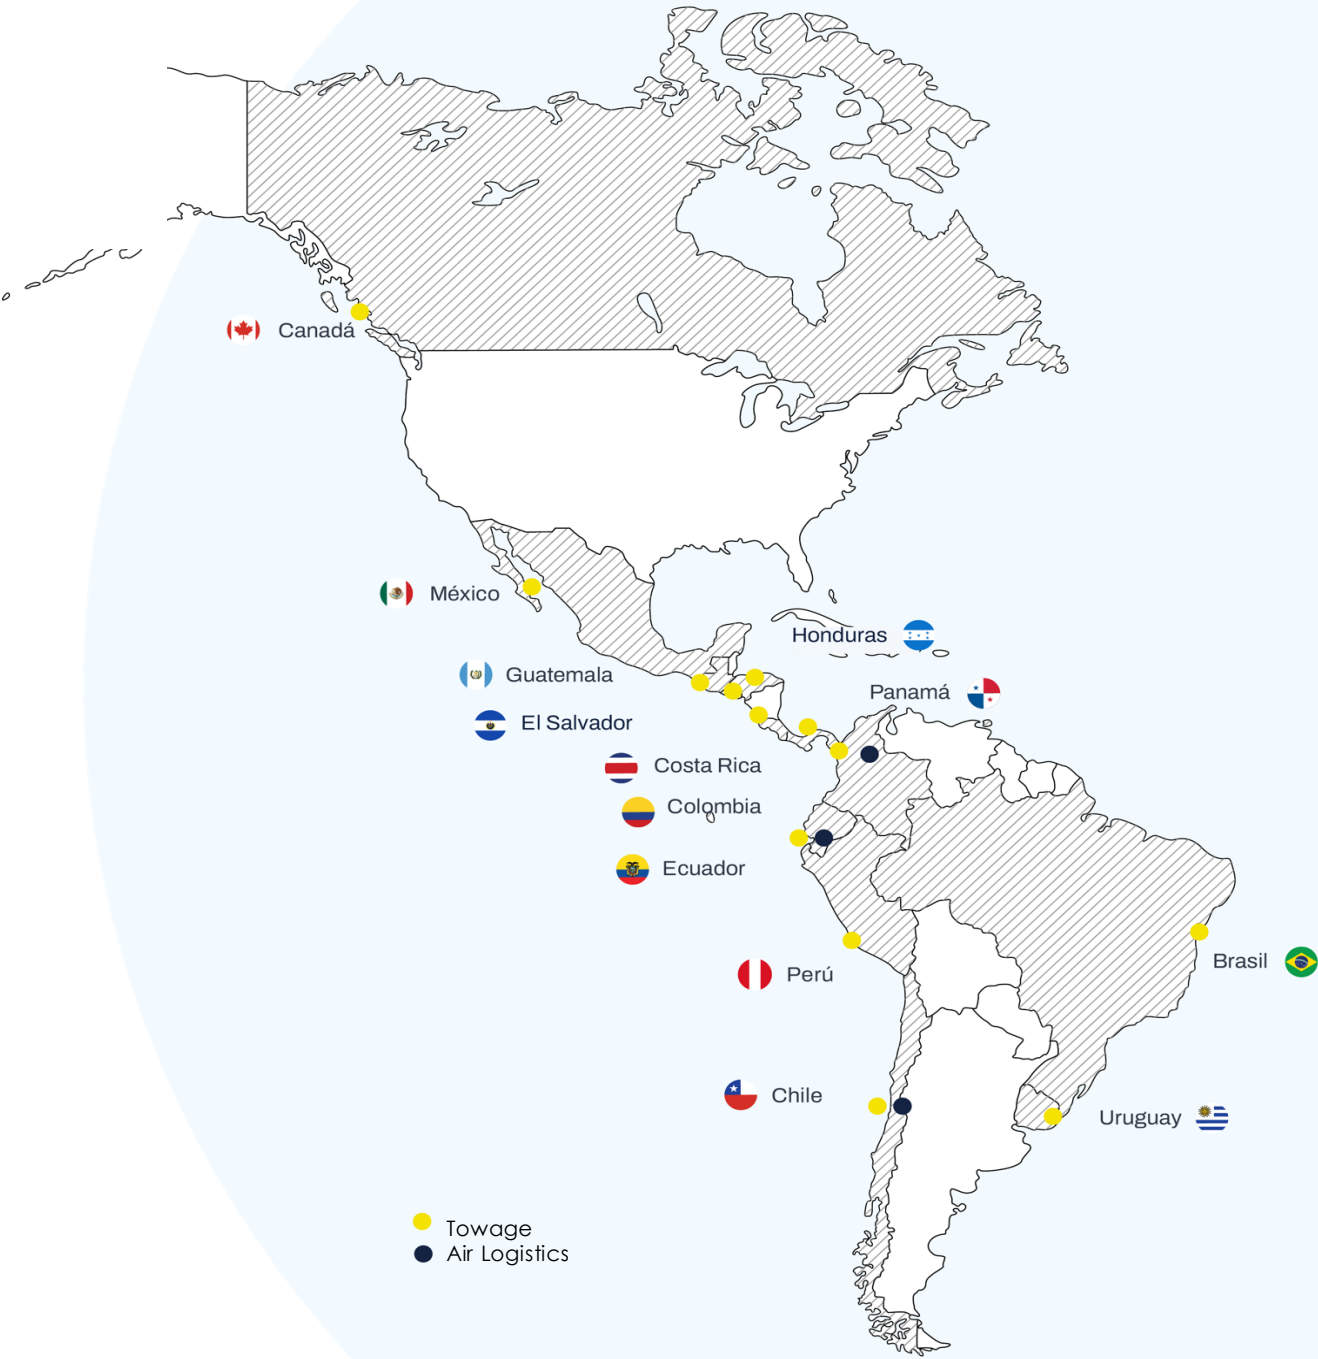 Canadá
México
Honduras
Guatemala
Panamá
El Salvador
Costa Rica
Colombia
Ecuador
Brasil
Perú
Chile
Uruguay
Towage
Air Logistics